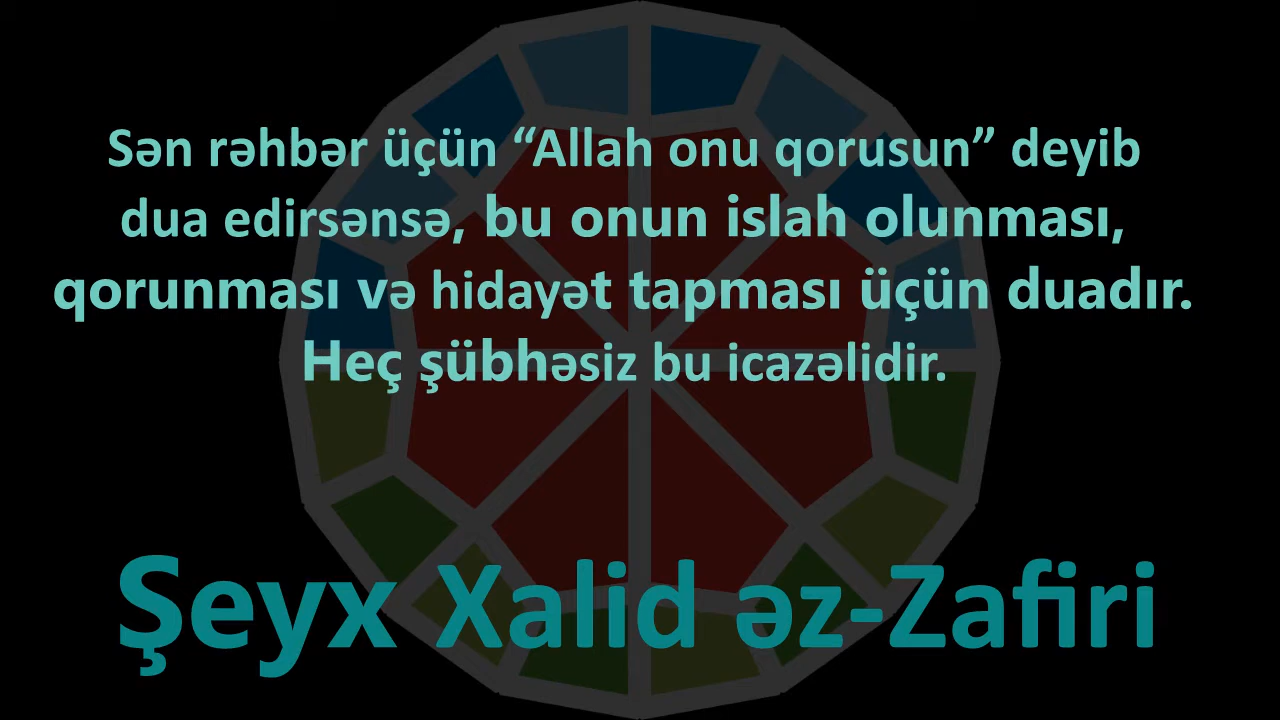 Sən rəhbər üçün “Allah onu qorusun” deyib
dua edirsənsə, bu onun islah olunması,
qorunması və hidayət tapması üçün duadır.
Heç şübhəsiz bu icazəlidir.
Şeyx Xalid əz-Zafiri